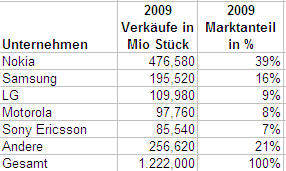 2009 2009
Verkäufe in Marktanteil
Unternehmen Mio Stück in %
Nokia 476,580 39%
Samsung 195,520 16%
LG 109,980 9%
Motorola 97,760 8%
Sony Ericsson 85,540 7%
Andere 256,620 21%
Gesamt 1.222,000 100%